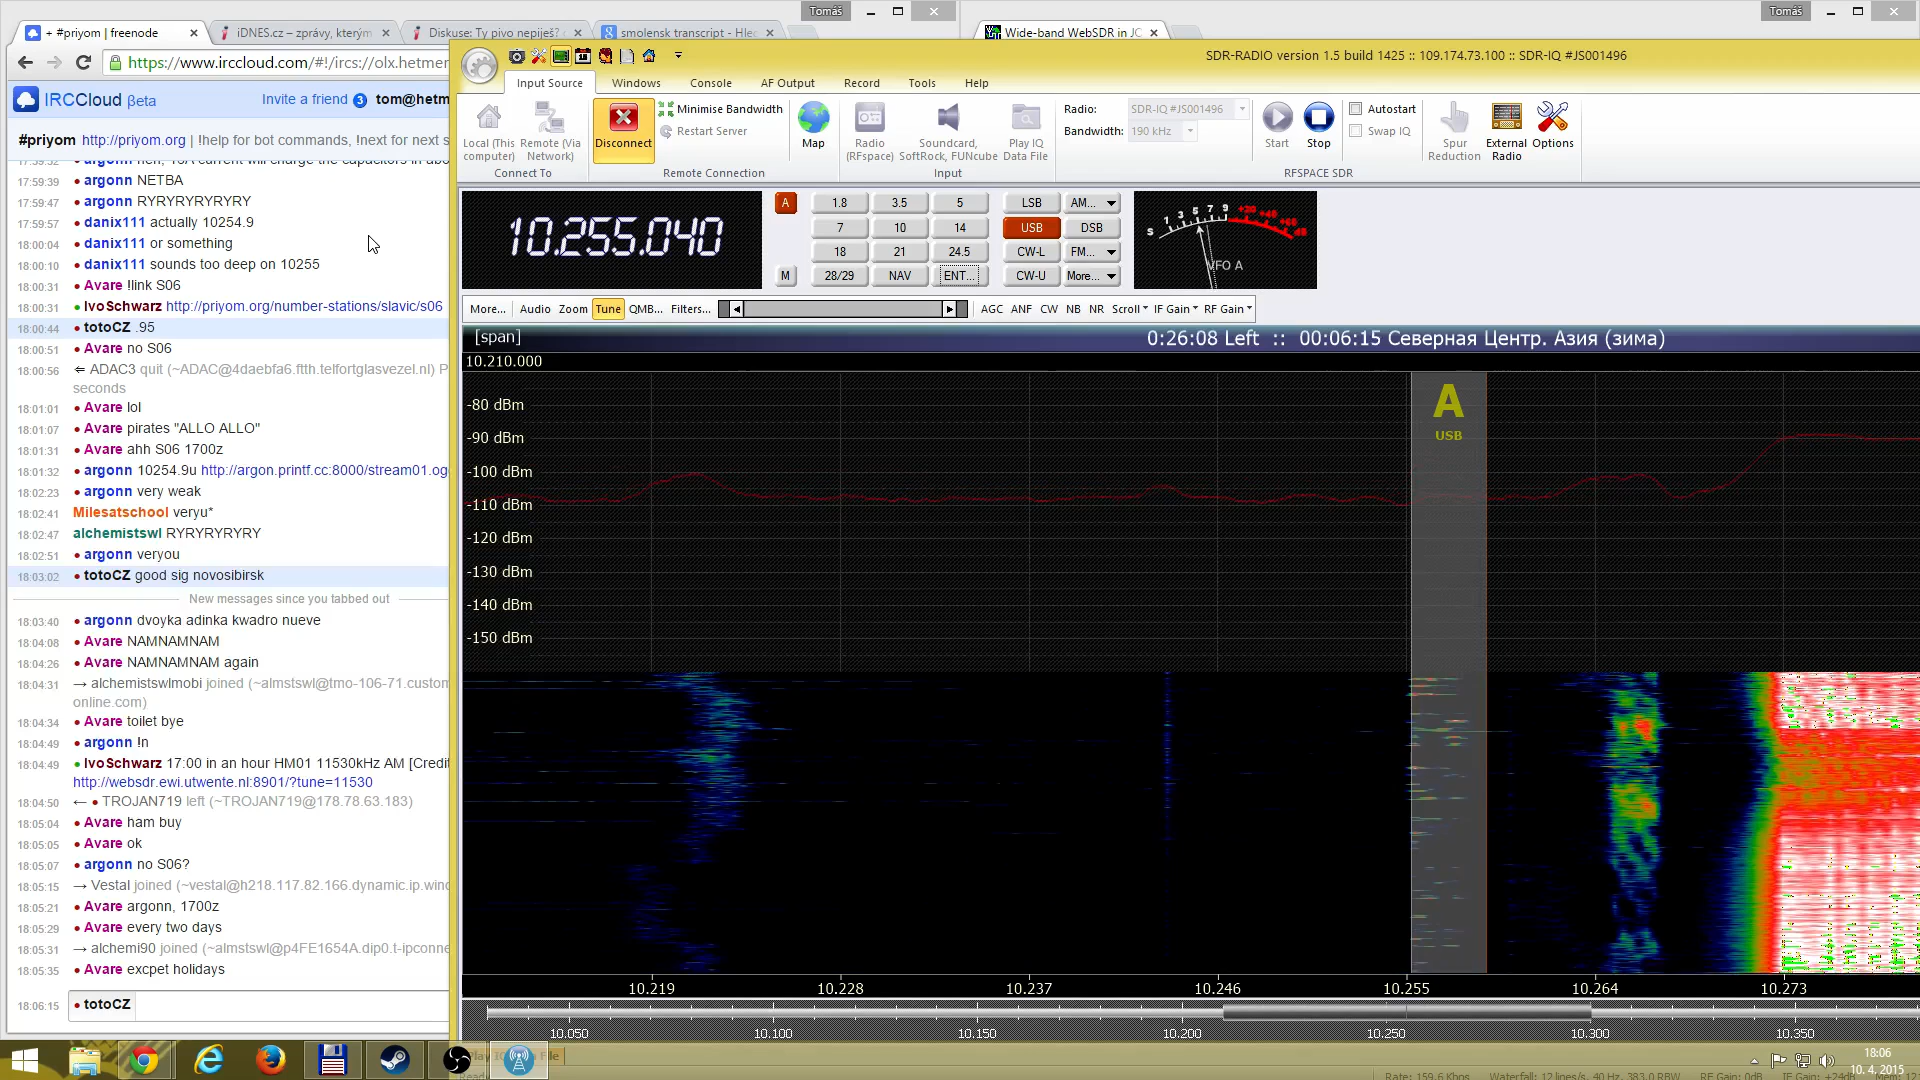 Tomáš
Tomáš
+ #priyom | freenode
iDNES.cz – zprávy, kterým
Diskuse: Ty pivo nepiješ?
smolensk transcript - Hle
Wide-band WebSDR in JC
https://www.irccloud.com/#!/ircs://olx.hetmer
IRCCloud βeta
Invite a friend 3 tom@hetm
#priyom http://priyom.org | !help for bot commands, !next for next s
17:59:39 argonn NETBA
17:59:47 argonn RYRYRYRYRYRY
17:59:57 danix111 actually 10254.9
18:00:04 danix111 or something
18:00:10 danix111 sounds too deep on 10255
18:00:31 Avare !link S06
18:00:31 IvoSchwarz http://priyom.org/number-stations/slavic/s06
18:00:44 totoCZ .95
18:00:51 Avare no S06
18:00:56 ⇐ ADAC3 quit (~ADAC@4daebfa6.ftth.telfortglasvezel.nl) P
seconds
18:01:01 Avare lol
18:01:07 Avare pirates "ALLO ALLO"
18:01:31 Avare ahh S06 1700z
18:01:32 argonn 10254.9u http://argon.printf.cc:8000/stream01.og
18:02:23 argonn very weak
18:02:41 Milesatschool veryu*
18:02:47 alchemistswl RYRYRYRYRY
18:02:51 argonn veryou
18:03:02 totoCZ good sig novosibirsk
New messages since you tabbed out
18:03:40 argonn dvoyka adinka kwadro nueve
18:04:08 Avare NAMNAMNAM
18:04:26 Avare NAMNAMNAM again
18:04:31 → alchemistswlmobi joined (~almstswl@tmo-106-71.custom
online.com)
18:04:34 Avare toilet bye
18:04:49 argonn !n
18:04:49 IvoSchwarz 17:00 in an hour HM01 11530kHz AM [Credit
http://websdr.ewi.utwente.nl:8901/?tune=11530
18:04:50 ← TROJAN719 left (~TROJAN719@178.78.63.183)
18:05:04 Avare ham buy
18:05:05 Avare ok
18:05:07 argonn no S06?
18:05:15 → Vestal joined (~vestal@h218.117.82.166.dynamic.ip.winc
18:05:21 Avare argonn, 1700z
18:05:29 Avare every two days
18:05:31 → alchemi90 joined (~almstswl@p4FE1654A.dip0.t-ipconne
18:05:35 Avare excpet holidays
18:06:15 totoCZ
SDR-RADIO version 1.5 build 1425 :: 109.174.73.100 :: SDR-IQ #JS001496
Input Source Windows Console AF Output Record Tools Help
Local (This computer) Remote (Via Network) Connect To
Disconnect Minimise Bandwidth Restart Server Map Remote Connection
Radio (RFspace) Soundcard, SoftRock, FUNcube Play IQ Data File Input
Radio: SDR-IQ #JS001496
Bandwidth: 190 kHz
Start Stop Autostart Swap IQ Spur Reduction External Radio Options
RFSPACE SDR
10.255.040
A 1.8 3.5 5 LSB AM...
7 10 14 USB DSB
18 21 24.5 CW-L FM...
M 28/29 NAV ENT... CW-U More...
S 1 3 5 7 9 +20 +40 +60 dB
VFO A
More... Audio Zoom Tune QMB... Filters... AGC ANF CW NB NR Scroll IF Gain RF Gain
[span] 0:26:08 Left :: 00:06:15 Северная Центр. Азия (зима)
10.210.000
A
USB
-80 dBm
-90 dBm
-100 dBm
-110 dBm
-120 dBm
-130 dBm
-140 dBm
-150 dBm
10.219 10.228 10.237 10.246 10.255 10.264 10.273
10.050 10.100 10.150 10.200 10.250 10.300 10.350
18:06
10. 4. 2015